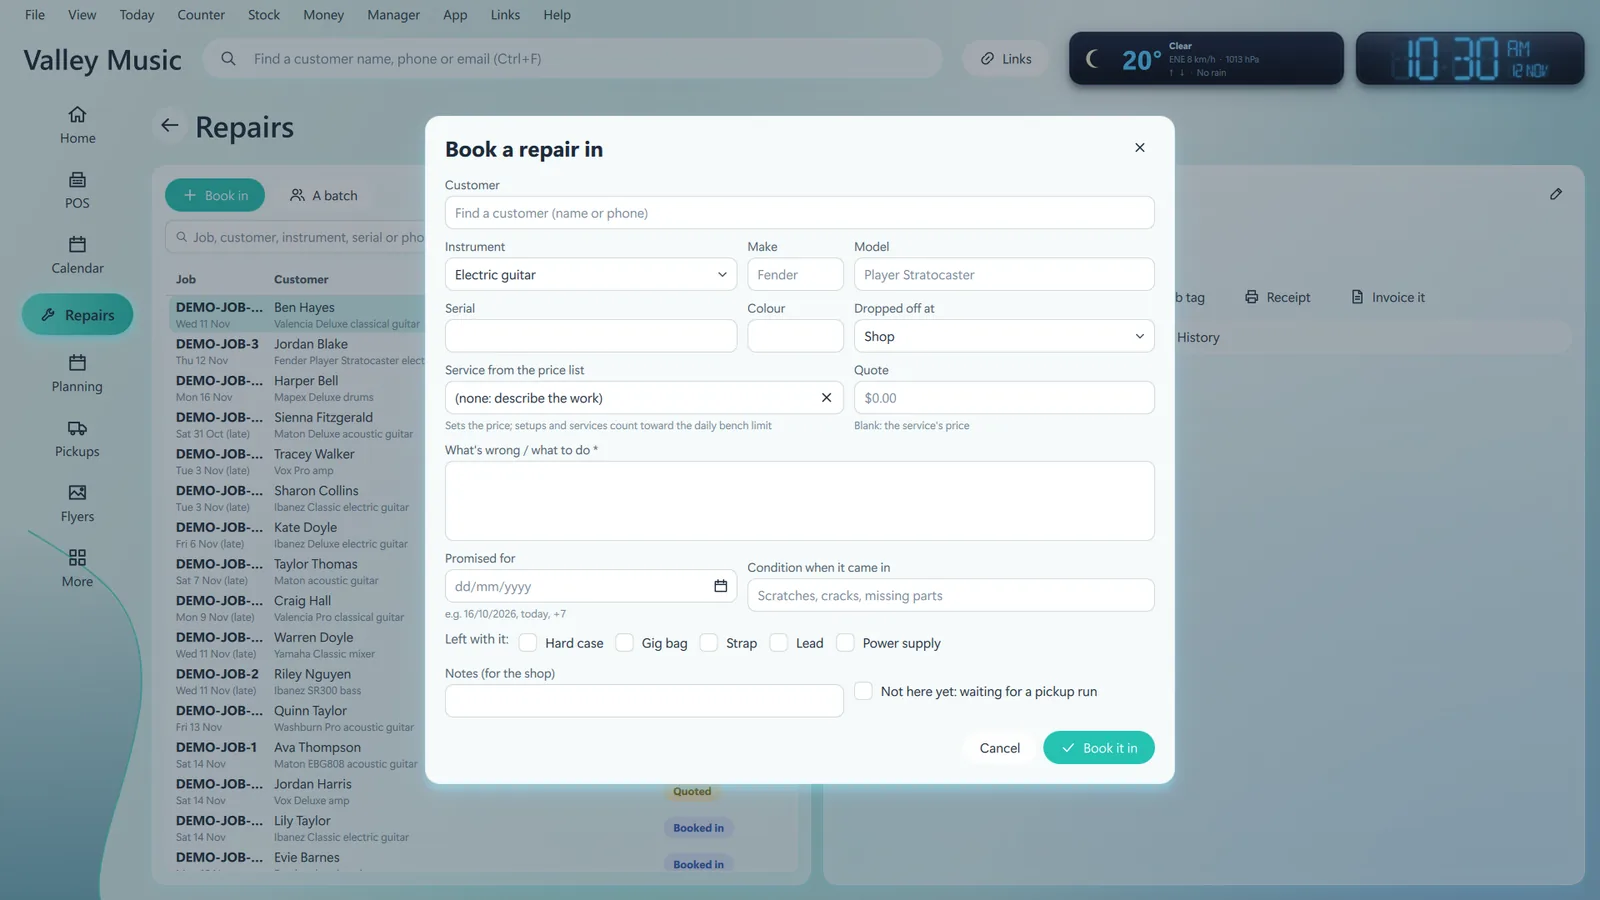 File View Today Counter Stock Money Manager App Links Help
Valley Music
Find a customer name, phone or email (Ctrl+F)
Links
20°
Clear
ENE 8 km/h · 1013 hPa
↑ ↓ · No rain
10:30 AM
12 NOV
Home
POS
Calendar
Repairs
Planning
Pickups
Flyers
More
Repairs
Book in
A batch
Job, customer, instrument, serial or pho
Job Customer
DEMO-JOB-... Ben Hayes
Wed 11 Nov Valencia Deluxe classical guitar
DEMO-JOB-3 Jordan Blake
Thu 12 Nov Fender Player Stratocaster elect
DEMO-JOB-... Harper Bell
Mon 16 Nov Mapex Deluxe drums
DEMO-JOB-... Sienna Fitzgerald
Sat 31 Oct (late) Maton Deluxe acoustic guitar
DEMO-JOB-... Tracey Walker
Tue 3 Nov (late) Vox Pro amp
DEMO-JOB-... Sharon Collins
Tue 3 Nov (late) Ibanez Classic electric guitar
DEMO-JOB-... Kate Doyle
Fri 6 Nov (late) Ibanez Deluxe electric guitar
DEMO-JOB-... Taylor Thomas
Sat 7 Nov (late) Maton acoustic guitar
DEMO-JOB-... Craig Hall
Mon 9 Nov (late) Valencia Pro classical guitar
DEMO-JOB-... Warren Doyle
Wed 11 Nov (late) Yamaha Classic mixer
DEMO-JOB-2 Riley Nguyen
Wed 11 Nov (late) Ibanez SR300 bass
DEMO-JOB-... Quinn Taylor
Fri 13 Nov Washburn Pro acoustic guitar
DEMO-JOB-1 Ava Thompson
Sat 14 Nov Maton EBG808 acoustic guitar
DEMO-JOB-... Jordan Harris
Sat 14 Nov Vox Deluxe amp
Quoted
DEMO-JOB-... Lily Taylor
Sat 14 Nov Ibanez Classic electric guitar
Booked in
DEMO-JOB-... Evie Barnes
Booked in
b tag
Receipt
Invoice it
History
Book a repair in
Customer
Find a customer (name or phone)
Instrument Make Model
Electric guitar Fender Player Stratocaster
Serial Colour Dropped off at
Shop
Service from the price list Quote
(none: describe the work) $0.00
Sets the price; setups and services count toward the daily bench limit Blank: the service's price
What's wrong / what to do *
Promised for
dd/mm/yyyy
e.g. 16/10/2026, today, +7
Condition when it came in
Scratches, cracks, missing parts
Left with it: Hard case Gig bag Strap Lead Power supply
Notes (for the shop)
Not here yet: waiting for a pickup run
Cancel Book it in